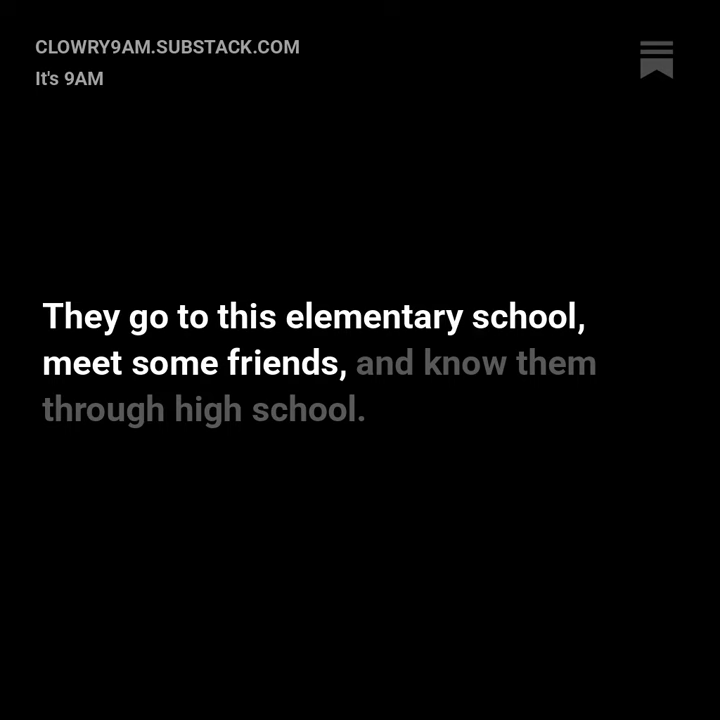 CLOWRY9AM.SUBSTACK.COM
It's 9AM
They go to this elementary school,
meet some friends, and know them
through high school.